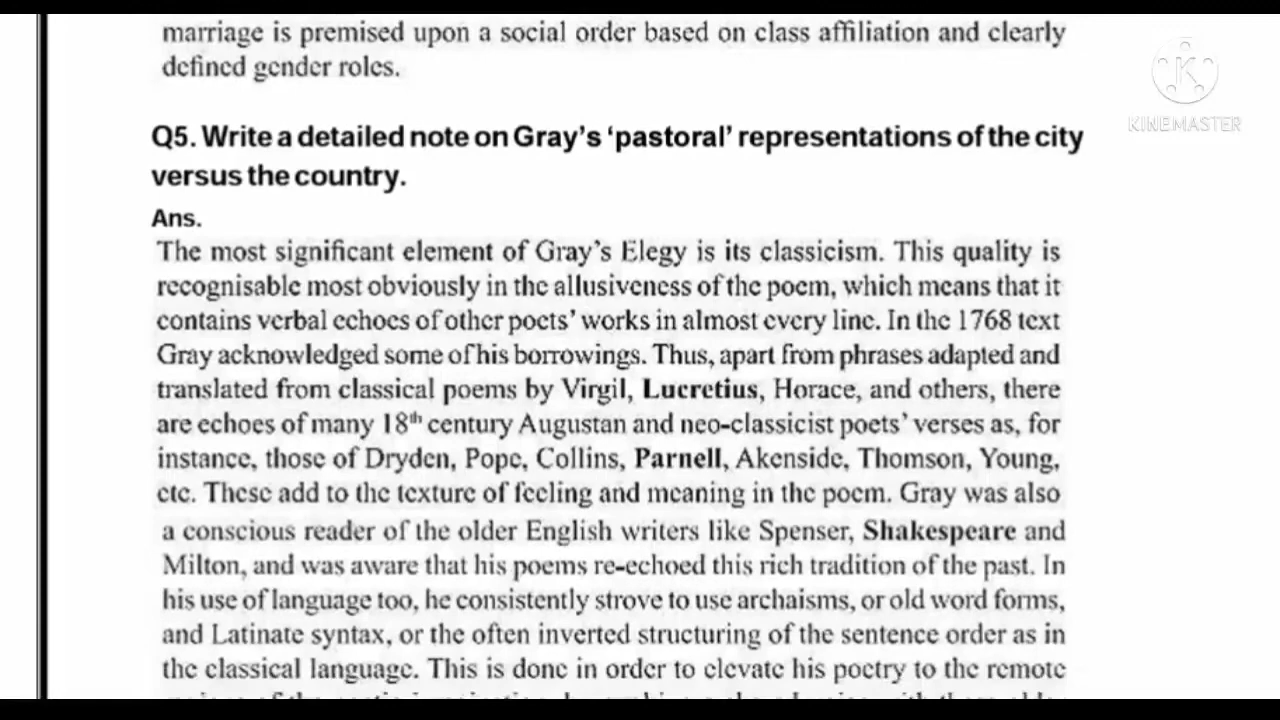 marriage is premised upon a social order based on class affiliation and clearly
defined gender roles.
KINEMASTER
Q5. Write a detailed note on Gray's 'pastoral' representations of the city
versus the country.
Ans.
The most significant element of Gray's Elegy is its classicism. This quality is
recognisable most obviously in the allusiveness of the poem, which means that it
contains verbal echoes of other poets' works in almost every line. In the 1768 text
Gray acknowledged some of his borrowings. Thus, apart from phrases adapted and
translated from classical poems by Virgil, Lucretius, Horace, and others, there
are echoes of many 18th century Augustan and neo-classicist poets' verses as, for
instance, those of Dryden, Pope, Collins, Parnell, Akenside, Thomson, Young,
etc. These add to the texture of feeling and meaning in the poem. Gray was also
a conscious reader of the older English writers like Spenser, Shakespeare and
Milton, and was aware that his poems re-echoed this rich tradition of the past. In
his use of language too, he consistently strove to use archaisms, or old word forms,
and Latinate syntax, or the often inverted structuring of the sentence order as in
the classical language. This is done in order to elevate his poetry to the remote